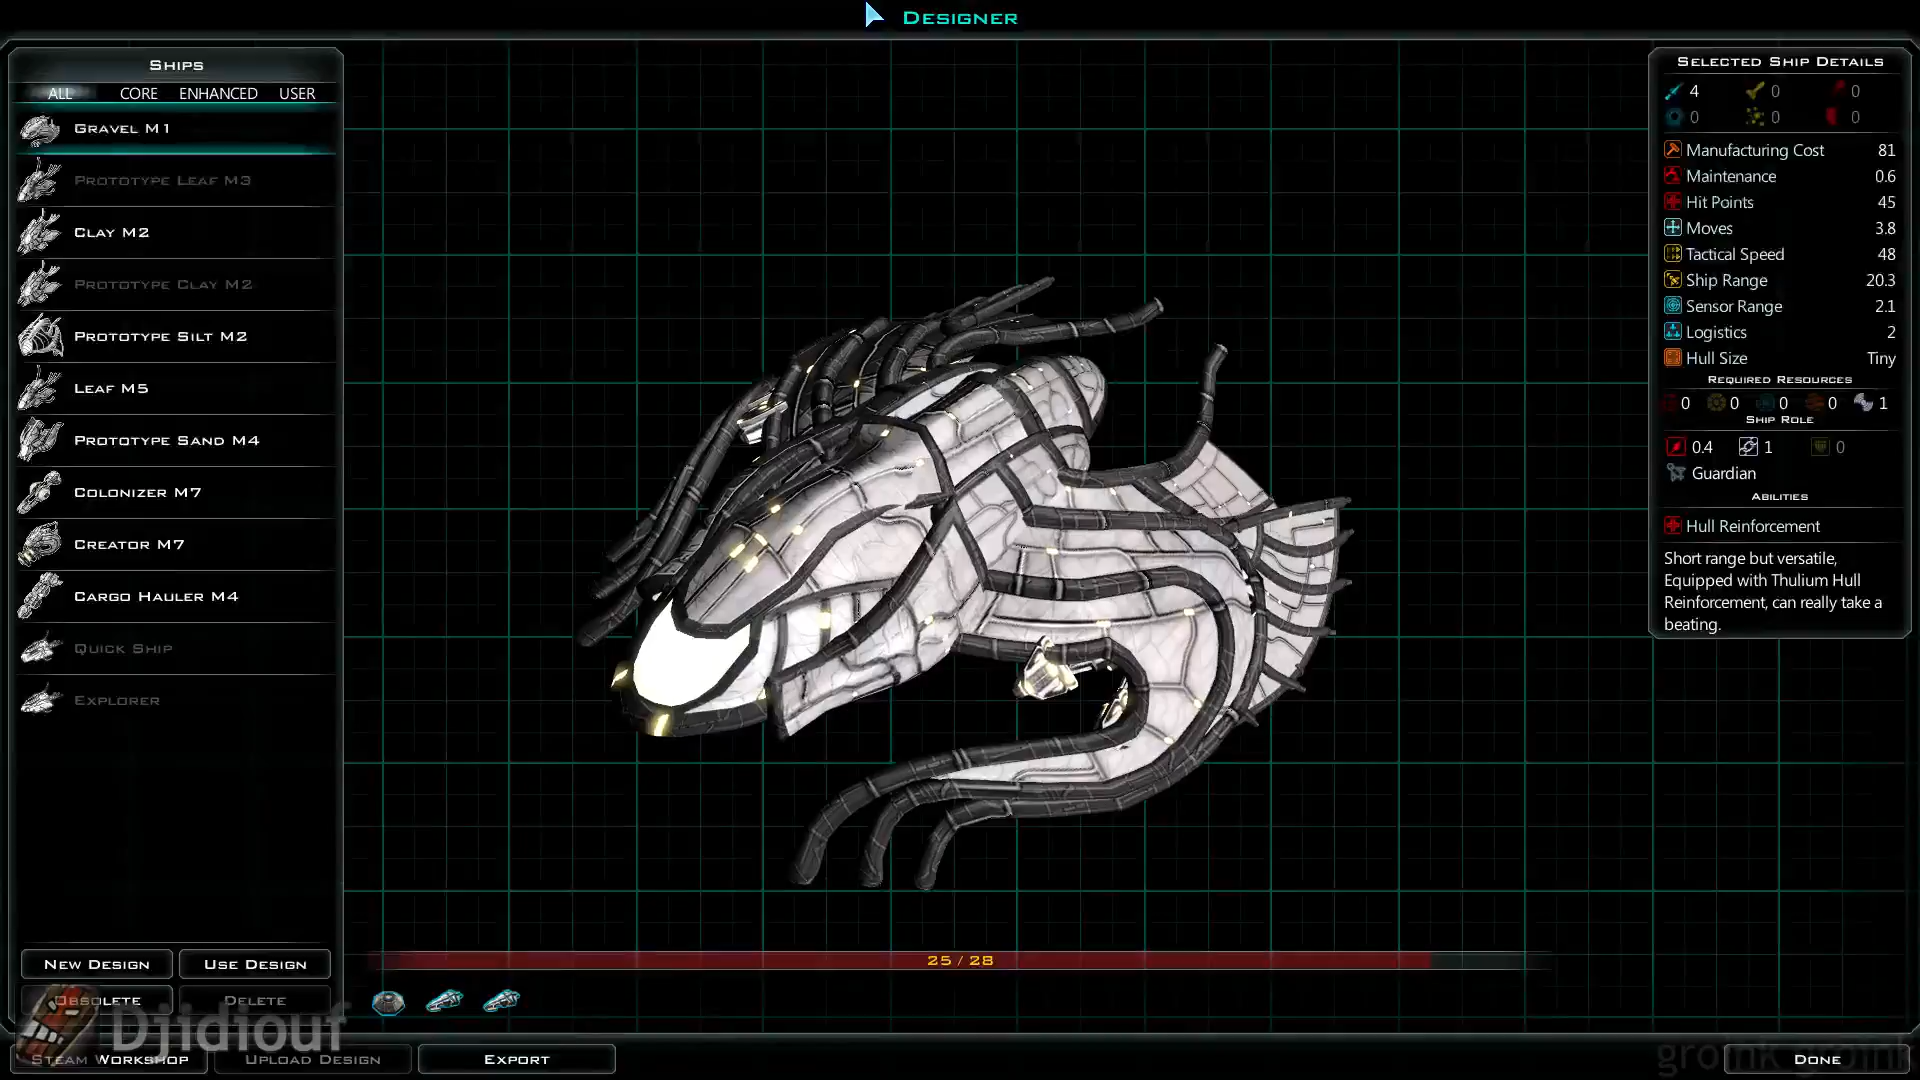 Designer
Ships
ALL CORE ENHANCED USER
Gravel M1
Prototype Leaf M3
Clay M2
Prototype Clay M2
Prototype Silt M2
Leaf M5
Prototype Sand M4
Colonizer M7
Creator M7
Cargo Hauler M4
Quick Ship
Explorer
New Design Use Design
Obsolete Delete
Djidiouf
Steam Workshop Upload Design Export
25 / 28
Selected Ship Details
4 0 0
0 0 0
Manufacturing Cost 81
Maintenance 0.6
Hit Points 45
Moves 3.8
Tactical Speed 48
Ship Range 20.3
Sensor Range 2.1
Logistics 2
Hull Size Tiny
Required Resources
0 0 0 0 1
Ship Role
0.4 1 0
Guardian
Abilities
Hull Reinforcement
Short range but versatile,
Equipped with Thulium Hull
Reinforcement, can really take a
beating.
groink groink
Done